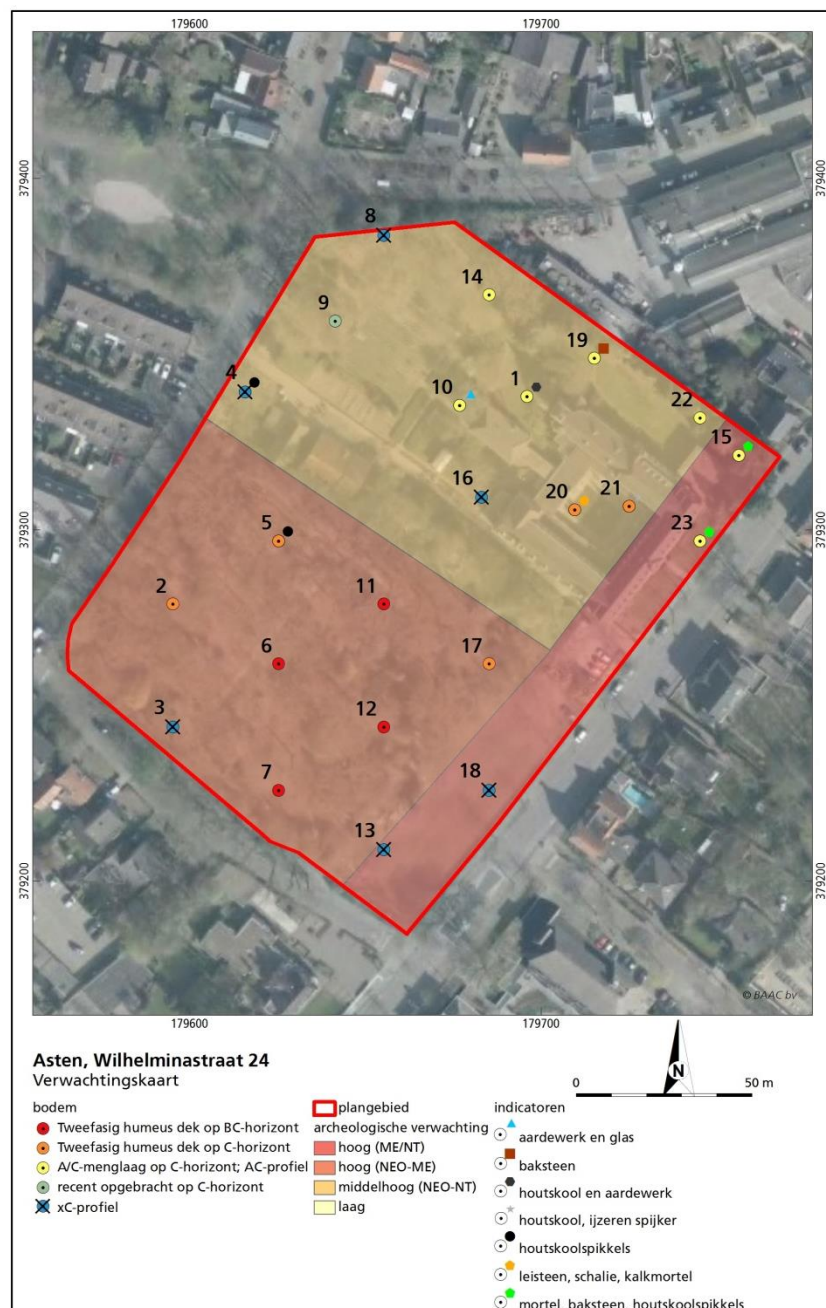 179600 179700
379400 379400
8
14
9
19
4
10 1
22
15
16
20 21
379300 379300
5 23
2
11
6 17
12
3
7 18
13
379200 379200
© BAAC bv
179600 179700
Asten, Wilhelminastraat 24
Verwachtingskaart
N
0 50 m
bodem
Tweefasig humeus dek op BC-horizont
Tweefasig humeus dek op C-horizont
A/C-menglaag op C-horizont; AC-profiel
recent opgebracht op C-horizont
xC-profiel
plangebied
archeologische verwachting
hoog (ME/NT)
hoog (NEO-ME)
middelhoog (NEO-NT)
laag
indicatoren
aardewerk en glas
baksteen
houtskool en aardewerk
houtskool, ijzeren spijker
houtskoolspikkels
leisteen, schalie, kalkmortel
mortel, baksteen, houtskoolspikkels